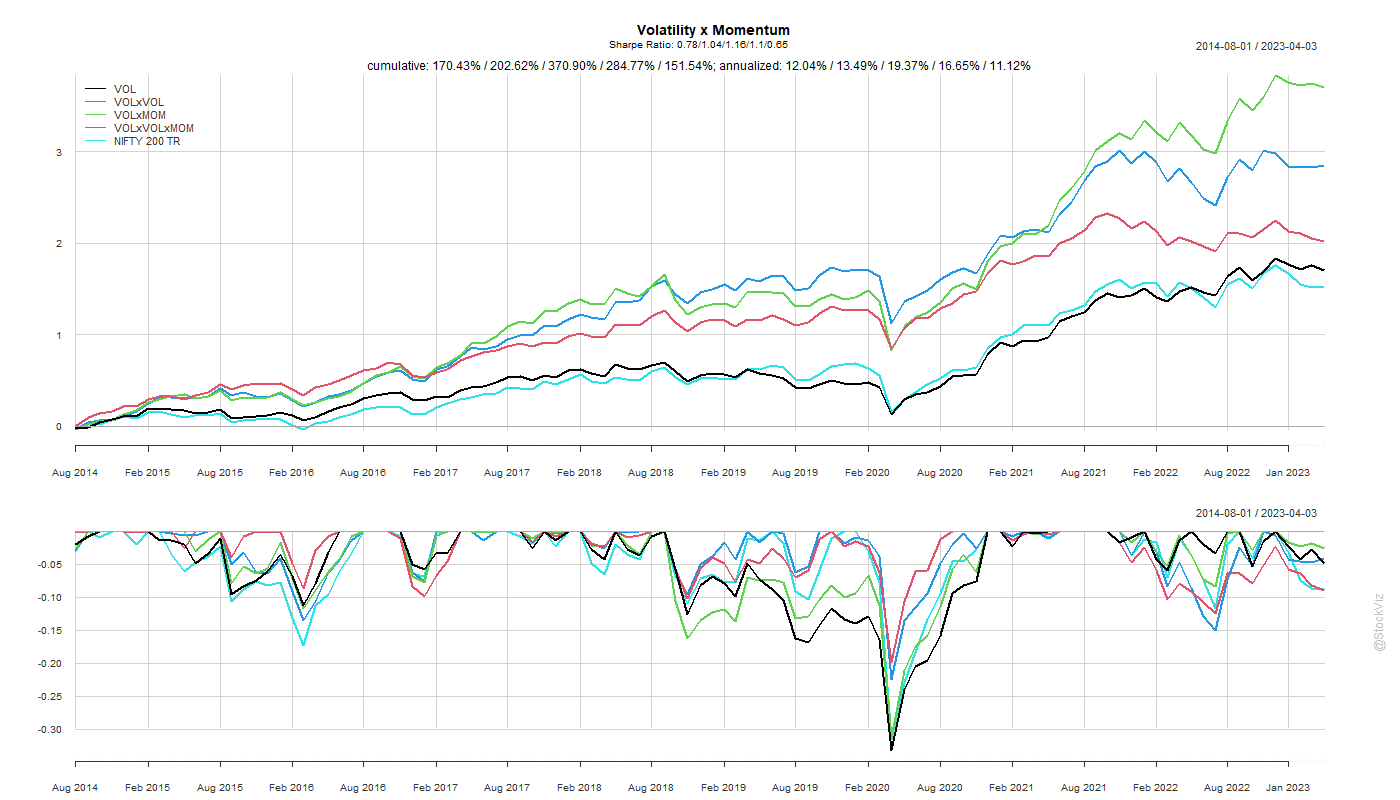 Volatility x Momentum
Sharpe Ratio: 0.78/1.04/1.16/1.1/0.65
2014-08-01 / 2023-04-03
cumulative: 170.43% / 202.62% / 370.90% / 284.77% / 151.54%; annualized: 12.04% / 13.49% / 19.37% / 16.65% / 11.12%
VOL
VOLxVOL
VOLxMOM
VOLxVOLxMOM
NIFTY 200 TR
3
2
1
0
Aug 2014 Feb 2015 Aug 2015 Feb 2016 Aug 2016 Feb 2017 Aug 2017 Feb 2018 Aug 2018 Feb 2019 Aug 2019 Feb 2020 Aug 2020 Feb 2021 Aug 2021 Feb 2022 Aug 2022 Jan 2023
2014-08-01 / 2023-04-03
-0.05
-0.10
-0.15
-0.20
-0.25
-0.30
Aug 2014 Feb 2015 Aug 2015 Feb 2016 Aug 2016 Feb 2017 Aug 2017 Feb 2018 Aug 2018 Feb 2019 Aug 2019 Feb 2020 Aug 2020 Feb 2021 Aug 2021 Feb 2022 Aug 2022 Jan 2023
@StockViz